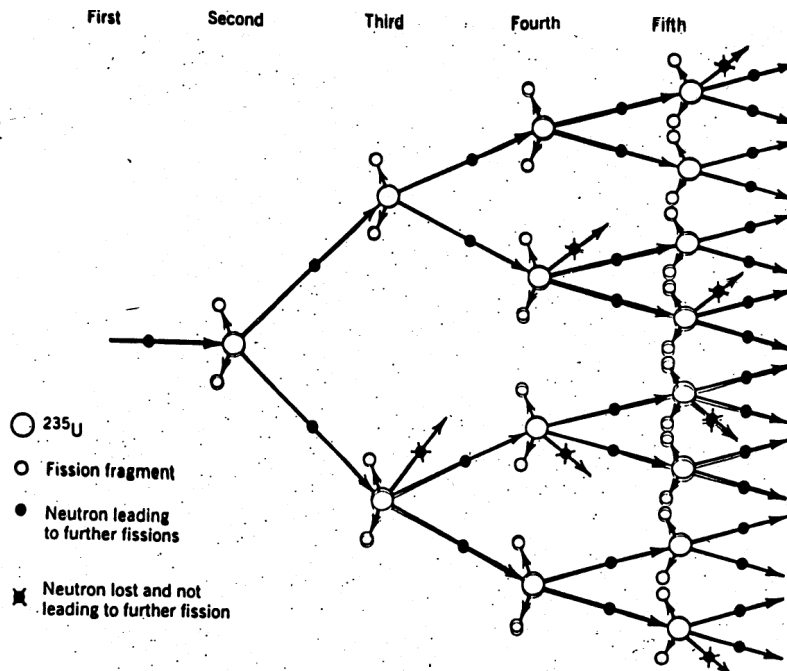 First Second Third Fourth Fifth
235U
Fission fragment
Neutron leading
to further fissions
Neutron lost and not
leading to further fission